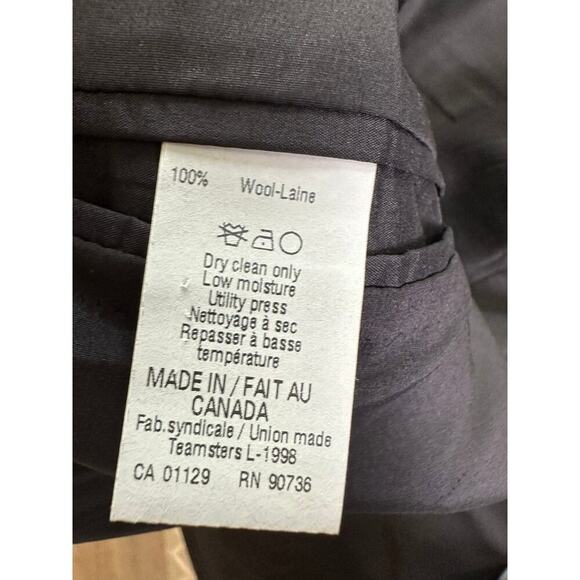 100% Wool-Laine
Dry clean only
Low moisture
Utility press
Nettoyage à sec
Repasser à basse
température
MADE IN / FAIT AU
CANADA
Fab.syndicale / Union made
Teamsters L-1998
CA 01129 RN 90736